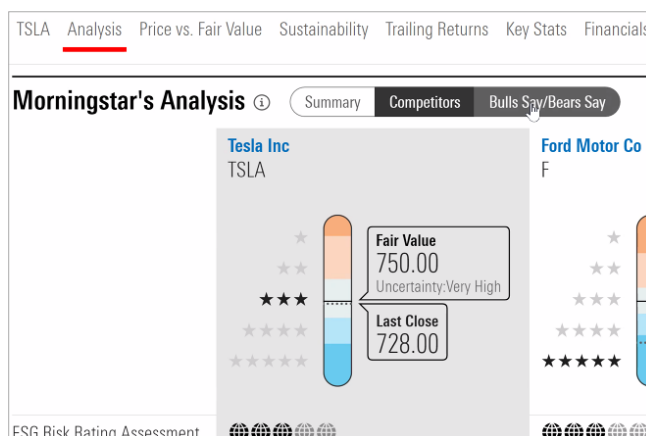 TSLA Analysis Price vs. Fair Value Sustainability Trailing Returns Key Stats Financials
Morningstar's Analysis Summary Competitors Bulls Say/Bears Say
Tesla Inc Ford Motor Co
TSLA F
Fair Value
750.00
Uncertainty:Very High
Last Close
728.00
ESG Risk Rating Assessment